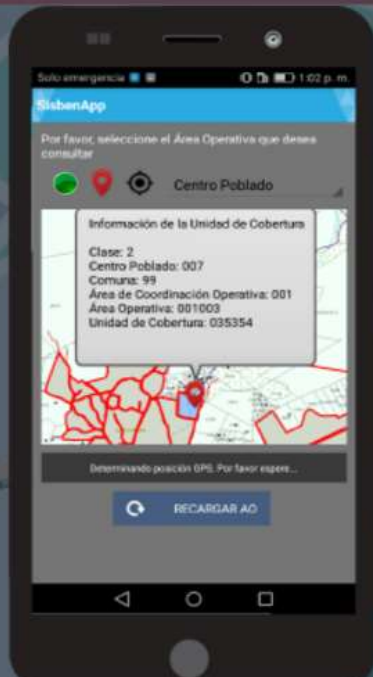 Solo emergencia 1:02 p. m.
SisbenApp
Por favor, seleccione el Área Operativa que desea
consultar
Centro Poblado
Información de la Unidad de Cobertura
Clase: 2
Centro Poblado: 007
Comuna: 99
Área de Coordinación Operativa: 001
Área Operativa: 001003
Unidad de Cobertura: 035354
Determinando posición GPS. Por favor espere...
RECARGAR AO